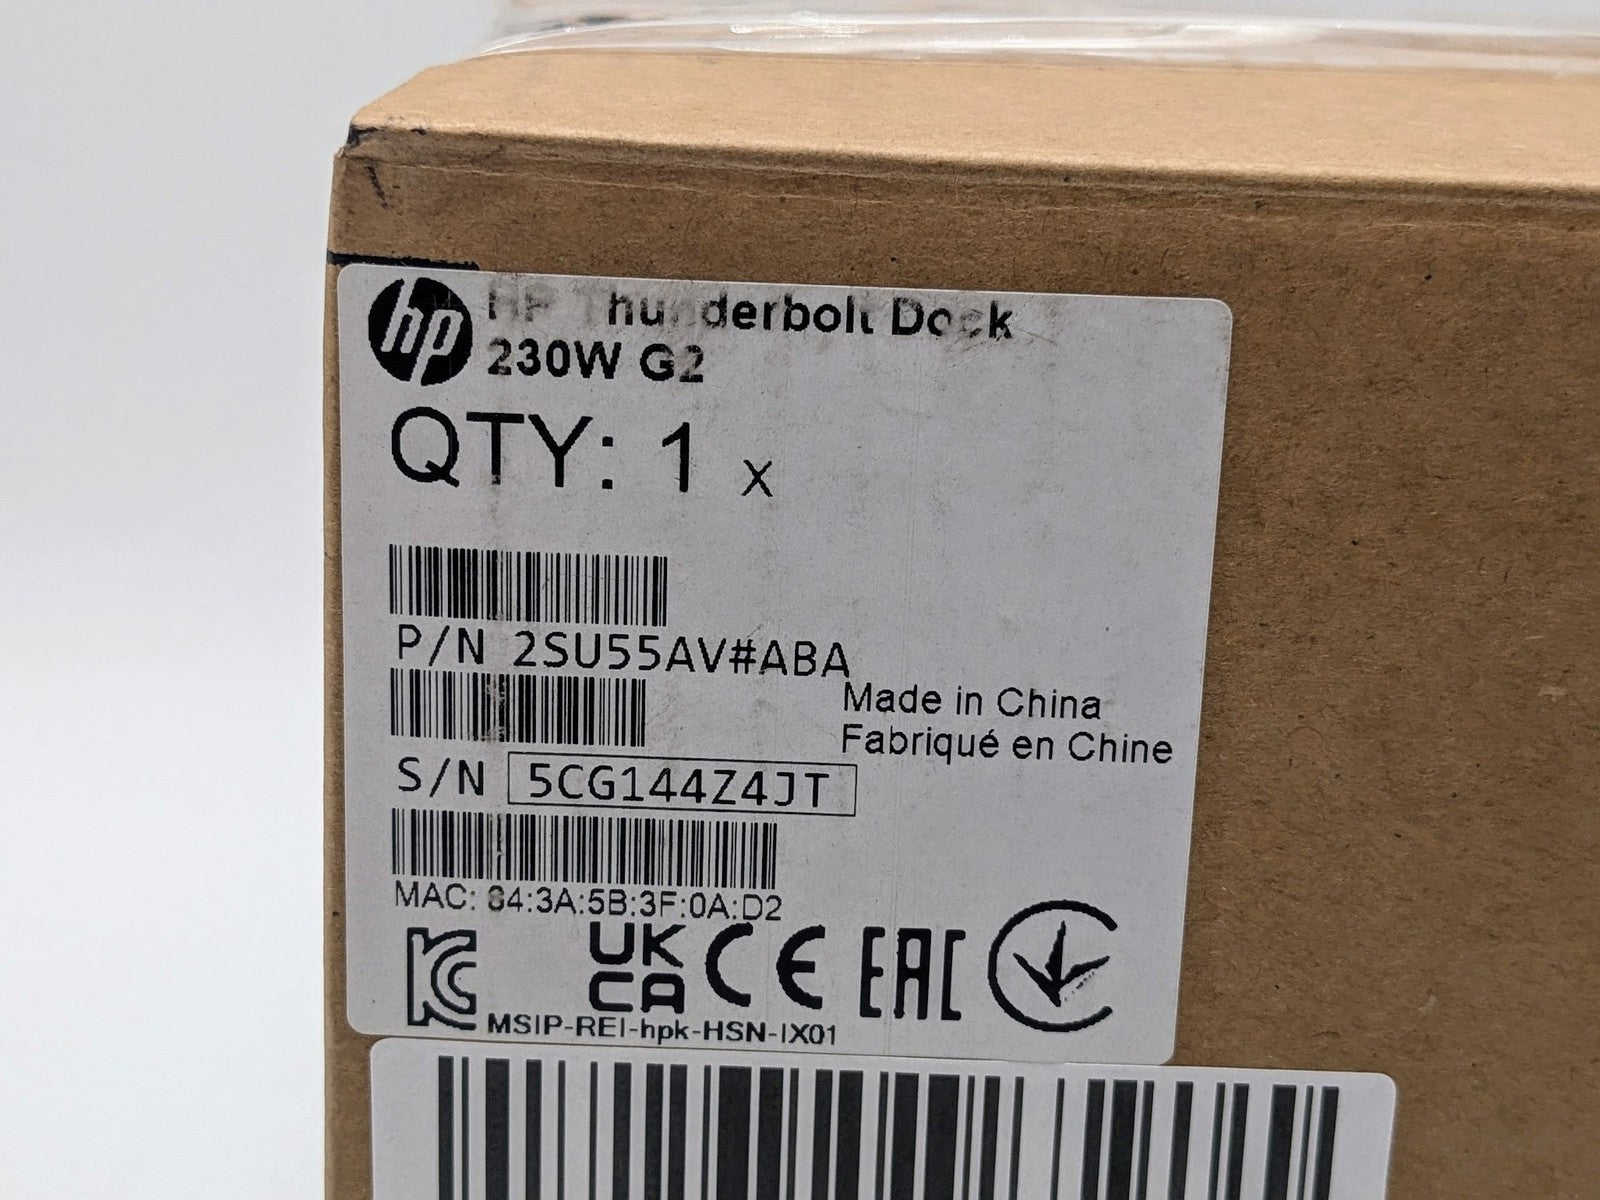 hp
HP Thunderbolt Dock
230W G2
QTY: 1 x
P/N 2SU55AV#ABA
Made in China
Fabriqué en Chine
S/N 5CG144Z4JT
MAC: 84:3A:5B:3F:0A:D2
UK
CA
CE
EAC
MSIP-REI-hpk-HSN-IX01